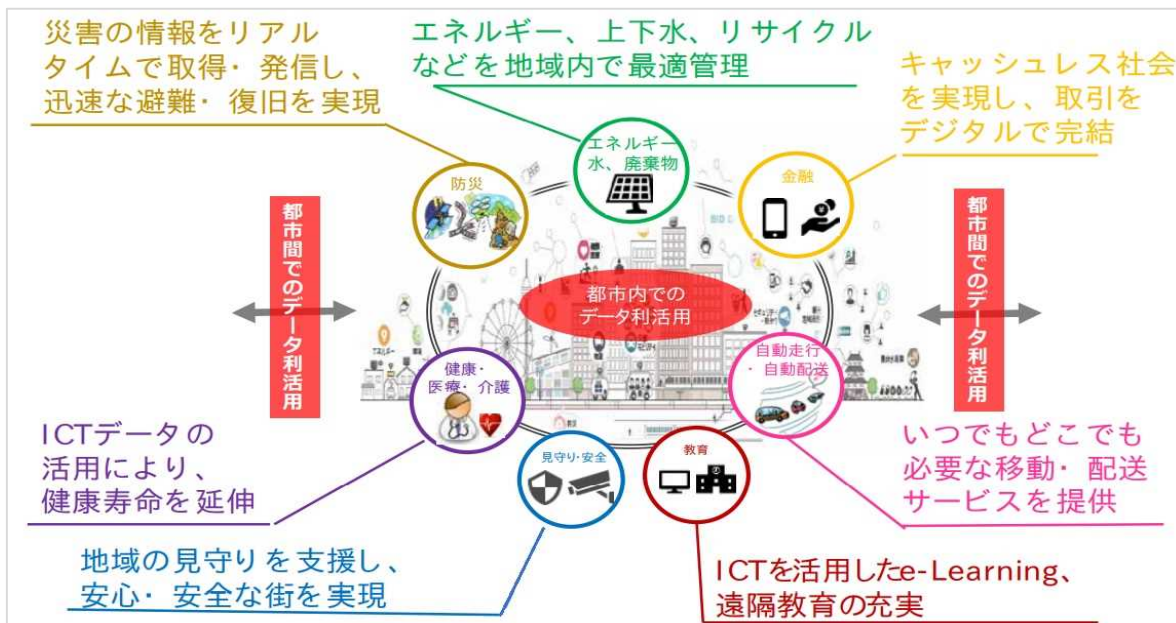 災害の情報をリアル
タイムで取得・発信し、
迅速な避難・復旧を実現
エネルギー、上下水、リサイクル
などを地域内で最適管理
キャッシュレス社会
を実現し、取引を
デジタルで完結
防災
エネルギー
水、廃棄物
金融
都市間でのデータ利活用
都市内での
データ利活用
都市間でのデータ利活用
健康・
医療・介護
自動走行
・自動配送
見守り・安全
教育
ICTデータの
活用により、
健康寿命を延伸
いつでもどこでも
必要な移動・配送
サービスを提供
地域の見守りを支援し、
安心・安全な街を実現
ICTを活用したe-Learning、
遠隔教育の充実